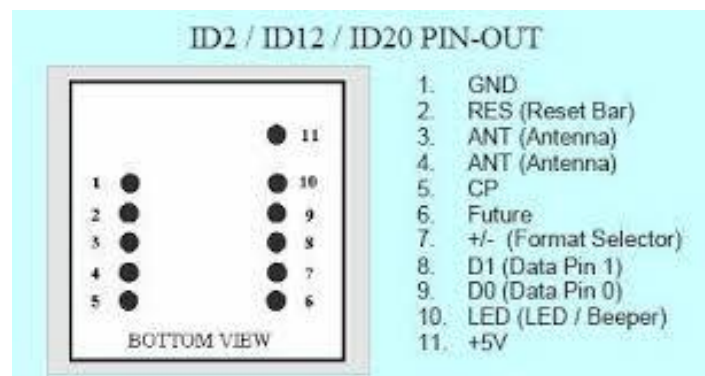 ID2 / ID12 / ID20 PIN-OUT
11
1 10
2 9
3 8
4 7
5 6
BOTTOM VIEW
1. GND
2. RES (Reset Bar)
3. ANT (Antenna)
4. ANT (Antenna)
5. CP
6. Future
7. +/- (Format Selector)
8. D1 (Data Pin 1)
9. D0 (Data Pin 0)
10. LED (LED / Beeper)
11. +5V